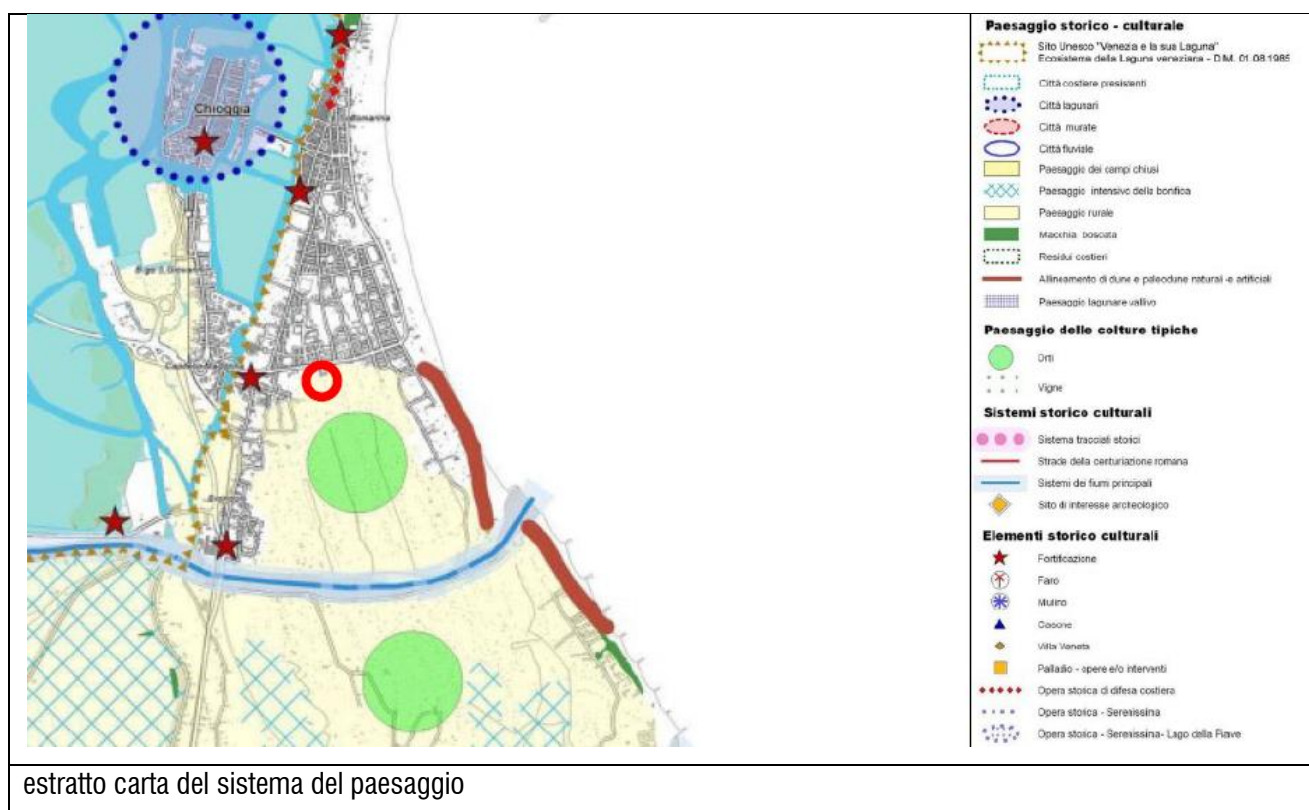 Chioggia
Sottomarina
Paesaggio storico - culturale
Sito Unesco "Venezia e la sua Laguna"
Ecosistema della Laguna veneziana - D.M. 01.08.1985
Città costiere presistenti
Città lagunari
Città murate
Città fluviale
Paesaggio dei campi chiusi
Paesaggio intensivo della bonifica
Paesaggio rurale
Macchia boscata
Residui costieri
Allineamento di dune e paleodune naturali -e artificiali
Paesaggio lagunare vallivo
Paesaggio delle colture tipiche
Orti
Vigne
Sistemi storico culturali
Sistema tracciati storici
Strade della centuriazione romana
Sistemi dei fiumi principali
Sito di interesse archeologico
Elementi storico culturali
Fortificazione
Faro
Mulino
Casone
Villa Veneta
Palladio - opere e/o interventi
Opera storica di difesa costiera
Opera storica - Serenissima
Opera storica - Serenissima- Lago della Piave
estratto carta del sistema del paesaggio